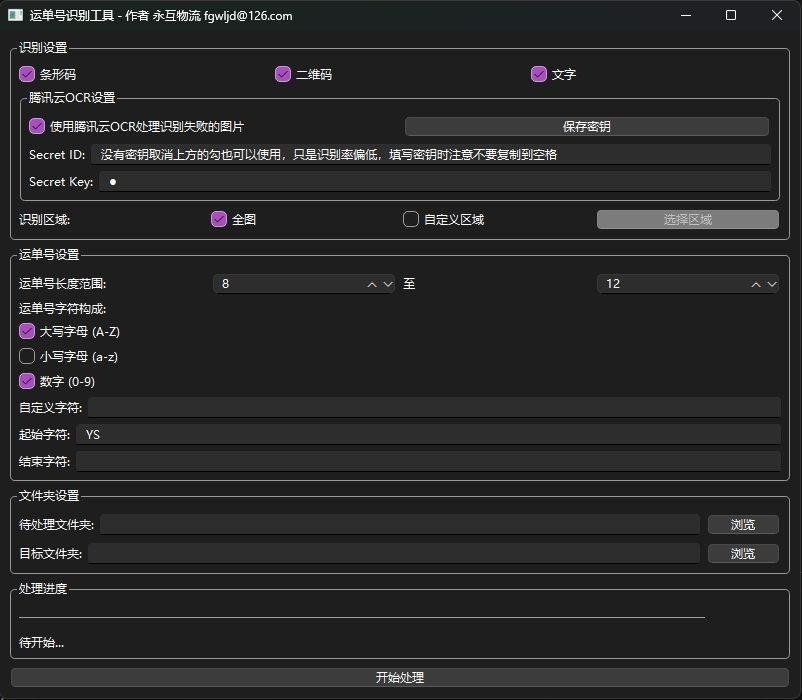 运单号识别工具 - 作者 永互物流 fgwljd@126.com
识别设置
条形码 二维码 文字
腾讯云OCR设置
使用腾讯云OCR处理识别失败的图片 保存密钥
Secret ID: 没有密钥取消上方的勾也可以使用，只是识别率偏低，填写密钥时注意不要复制到空格
Secret Key: ●
识别区域: 全图 自定义区域 选择区域
运单号设置
运单号长度范围: 8 至 12
运单号字符构成:
大写字母 (A-Z)
小写字母 (a-z)
数字 (0-9)
自定义字符:
起始字符: YS
结束字符:
文件夹设置
待处理文件夹: 浏览
目标文件夹: 浏览
处理进度
待开始...
开始处理